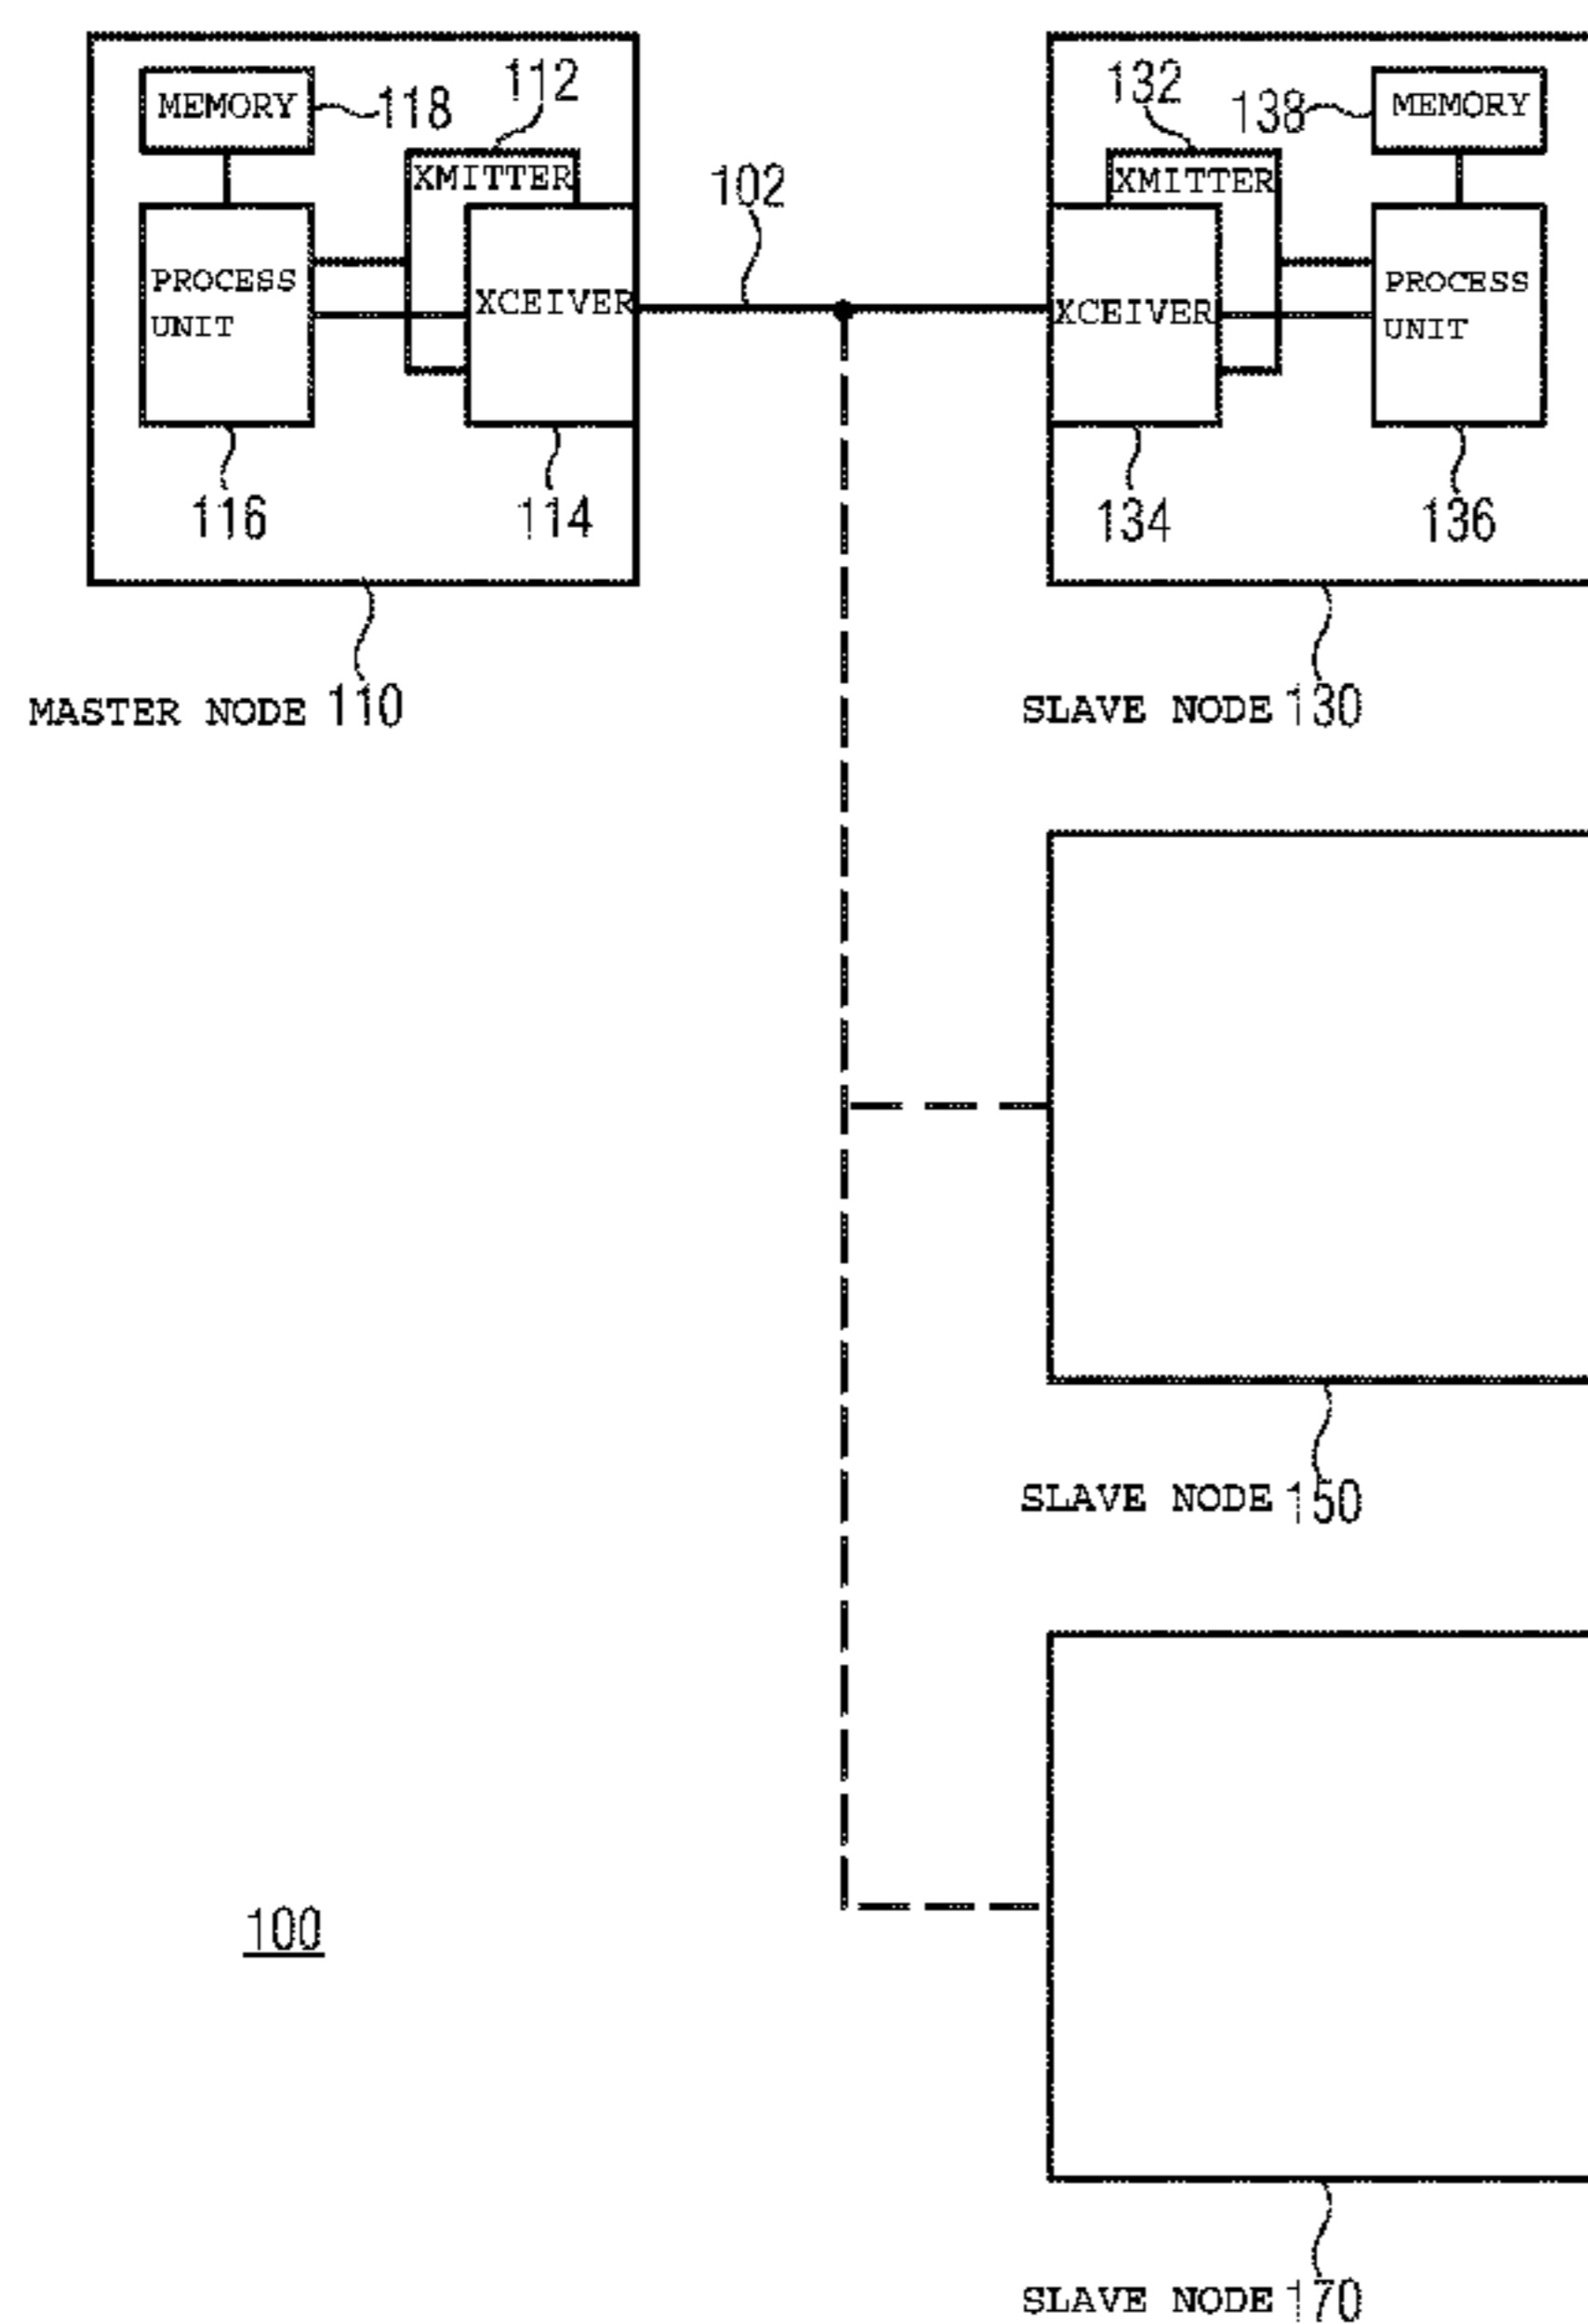 MEMORY
118
112
XMITTER
PROCESS
UNIT
XCEIVER
116
114
MASTER NODE 110
102
132
138
MEMORY
XMITTER
XCEIVER
PROCESS
UNIT
134
136
SLAVE NODE 130
SLAVE NODE 150
100
SLAVE NODE 170